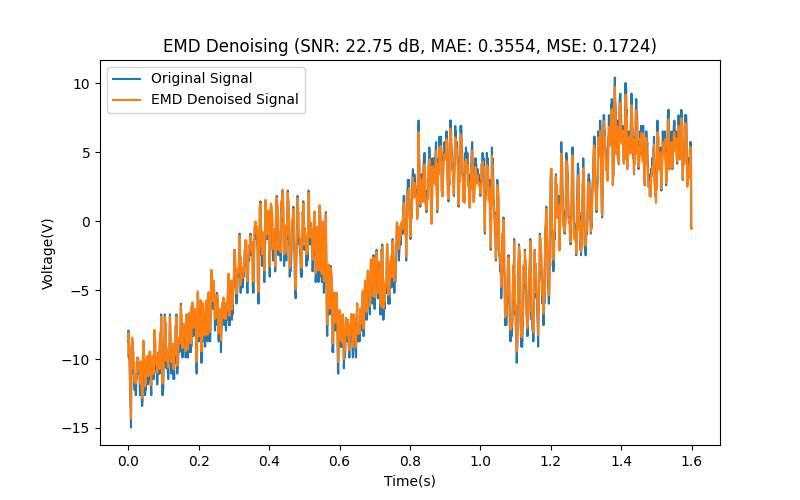 EMD Denoising (SNR: 22.75 dB, MAE: 0.3554, MSE: 0.1724)
Original Signal
EMD Denoised Signal
10
5
0
−5
−10
−15
Voltage(V)
0.0 0.2 0.4 0.6 0.8 1.0 1.2 1.4 1.6
Time(s)